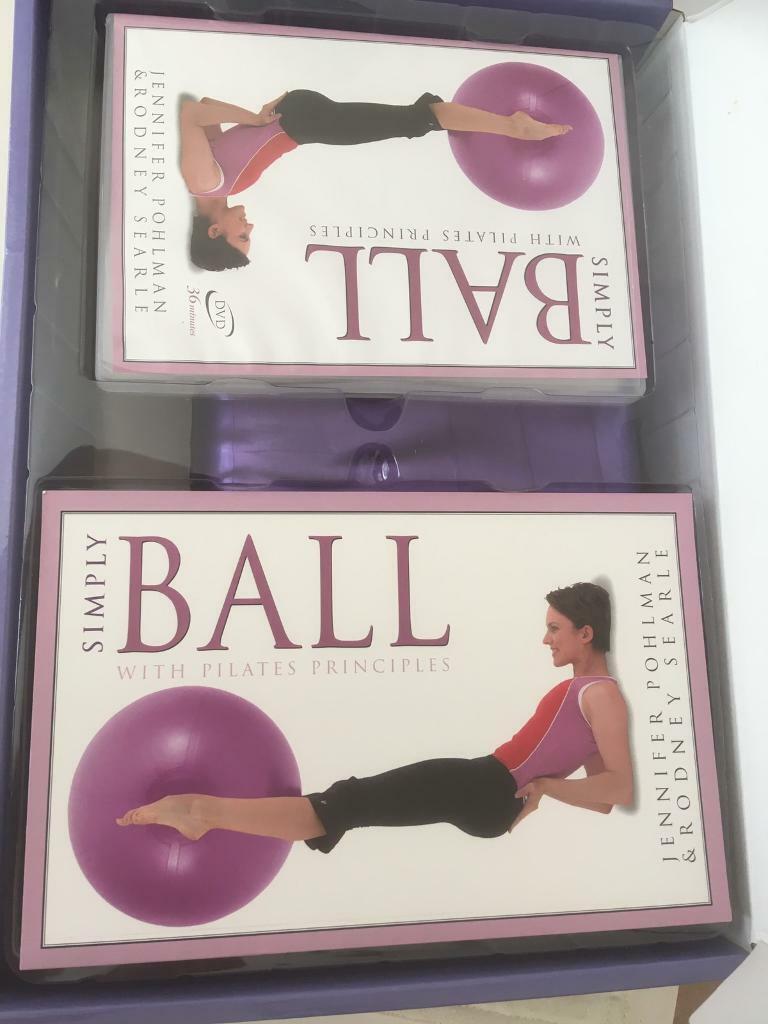 SIMPLY
BALL
WITH PILATES PRINCIPLES
JENNIFER POHLMAN
& RODNEY SEARLE
DVD
36 minutes
SIMPLY
BALL
WITH PILATES PRINCIPLES
JENNIFER POHLMAN
& RODNEY SEARLE